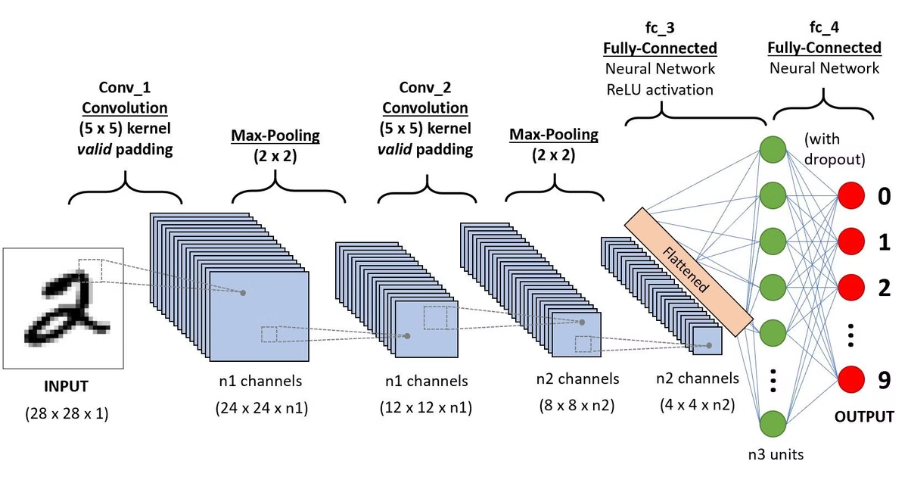 fc_3
Fully-Connected
Neural Network
ReLU activation
fc_4
Fully-Connected
Neural Network
Conv_1
Convolution
(5 x 5) kernel
valid padding
Max-Pooling
(2 x 2)
Conv_2
Convolution
(5 x 5) kernel
valid padding
Max-Pooling
(2 x 2)
(with
dropout)
Flattened
0
1
2
9
INPUT
(28 x 28 x 1)
n1 channels
(24 x 24 x n1)
n1 channels
(12 x 12 x n1)
n2 channels
(8 x 8 x n2)
n2 channels
(4 x 4 x n2)
n3 units
OUTPUT
2